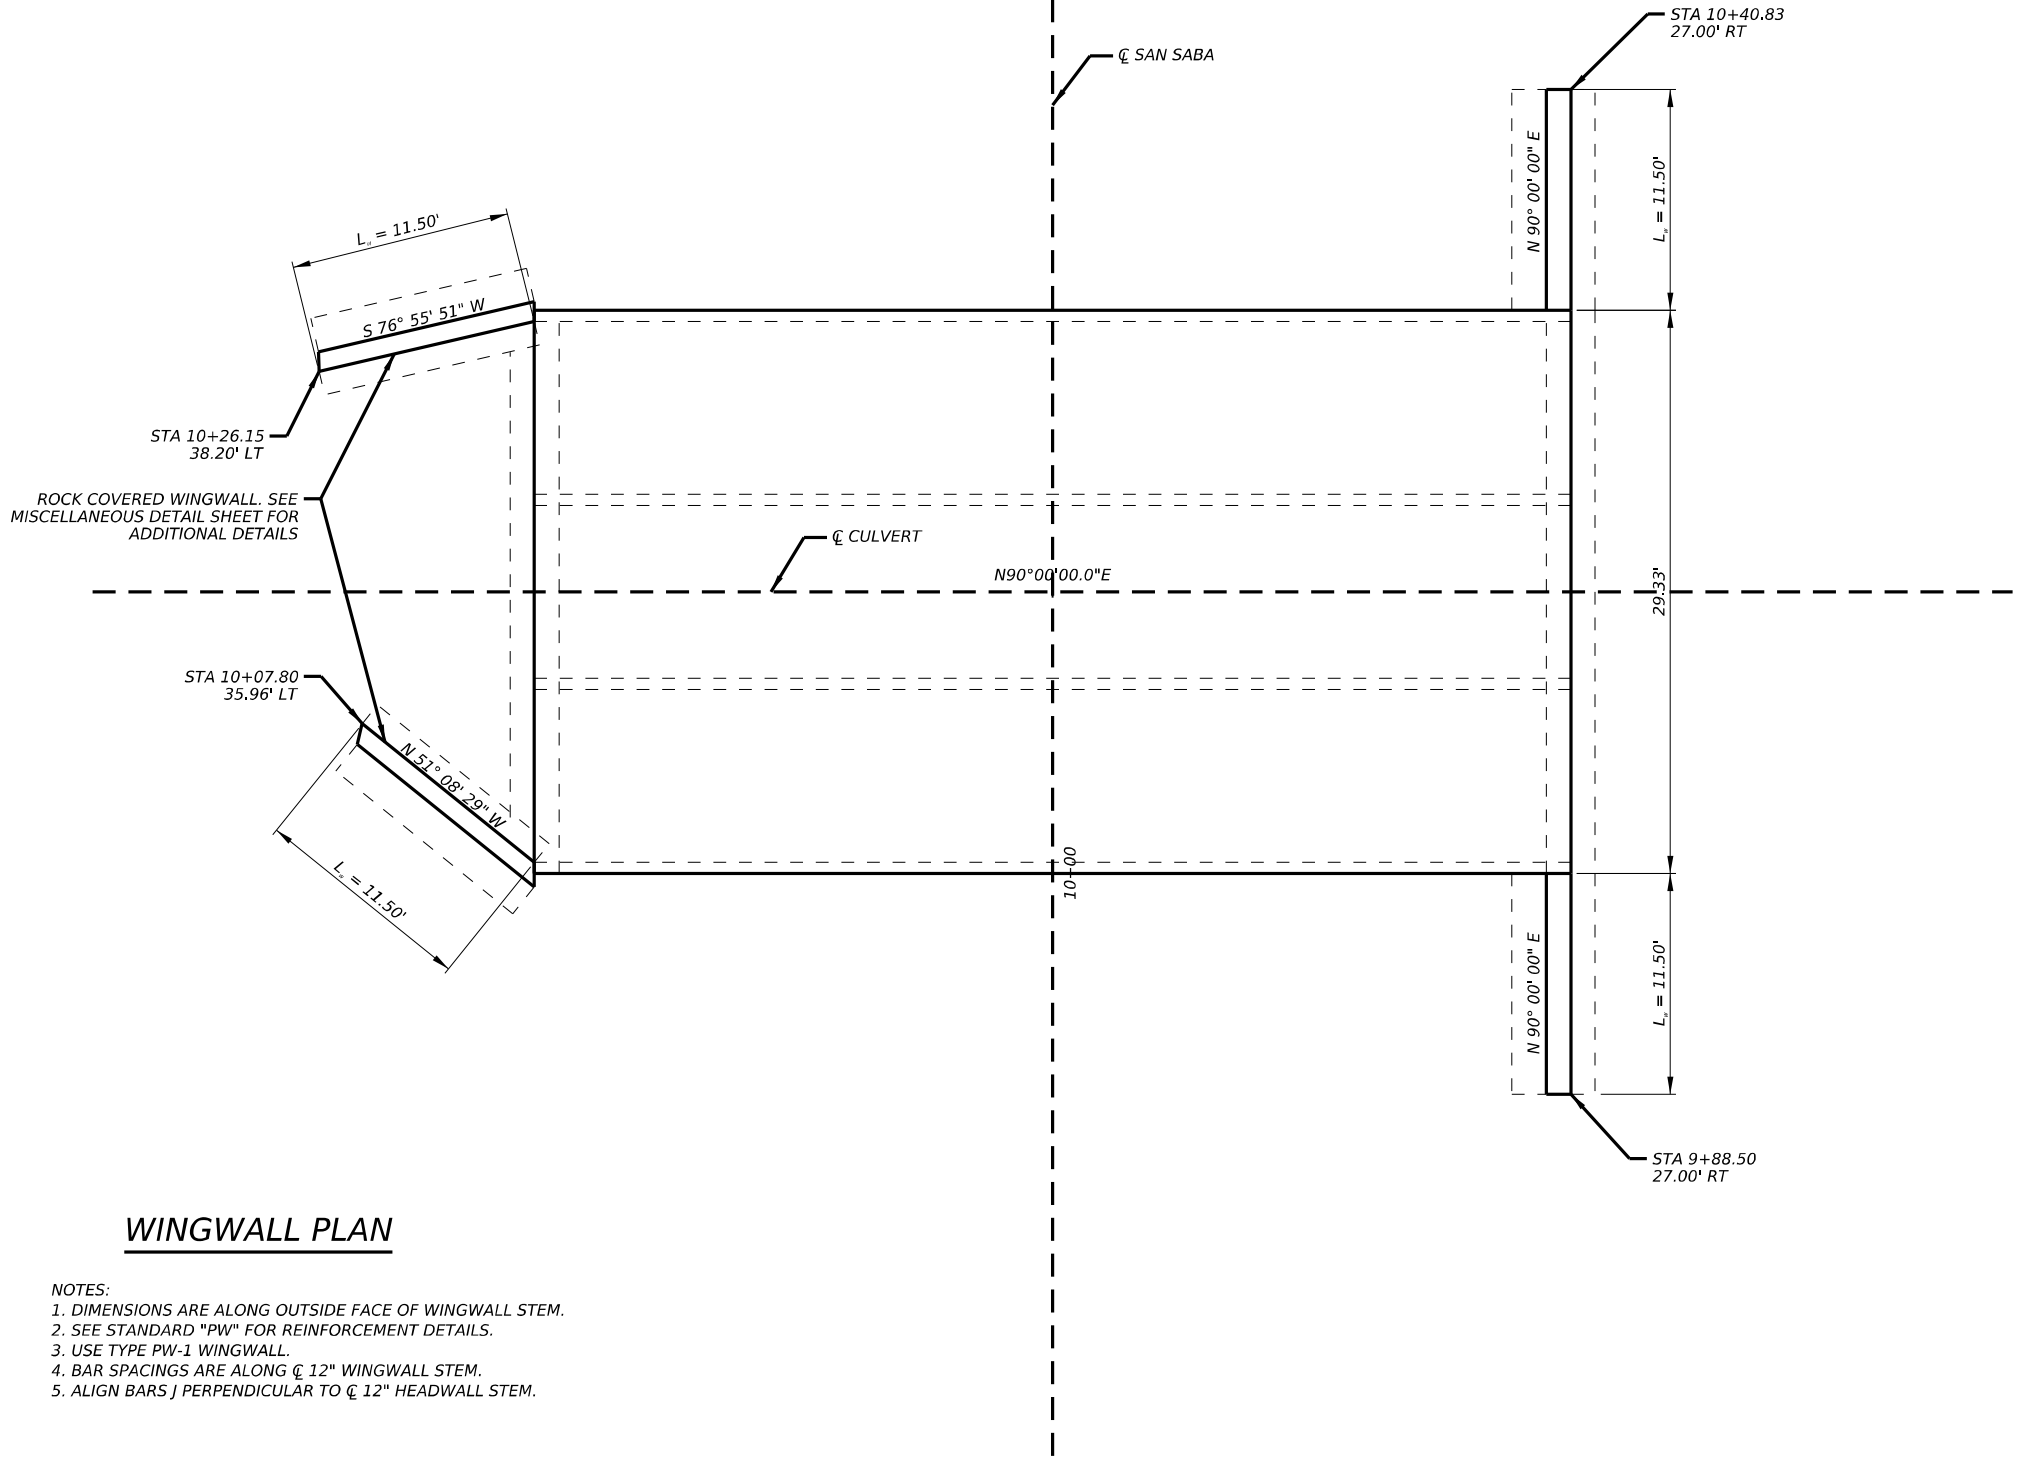 STA 10+40.83
27.00' RT
℄ SAN SABA
N 90° 00' 00" E
Lw = 11.50'
Lw = 11.50'
S 76° 55' 51" W
STA 10+26.15
38.20' LT
ROCK COVERED WINGWALL. SEE
MISCELLANEOUS DETAIL SHEET FOR
ADDITIONAL DETAILS
℄ CULVERT
N90°00'00.0"E
29.33'
STA 10+07.80
35.96' LT
N 51° 08' 29" W
Lw = 11.50'
10+00
N 90° 00' 00" E
Lw = 11.50'
STA 9+88.50
27.00' RT
WINGWALL PLAN
NOTES:
1. DIMENSIONS ARE ALONG OUTSIDE FACE OF WINGWALL STEM.
2. SEE STANDARD "PW" FOR REINFORCEMENT DETAILS.
3. USE TYPE PW-1 WINGWALL.
4. BAR SPACINGS ARE ALONG ℄ 12" WINGWALL STEM.
5. ALIGN BARS J PERPENDICULAR TO ℄ 12" HEADWALL STEM.